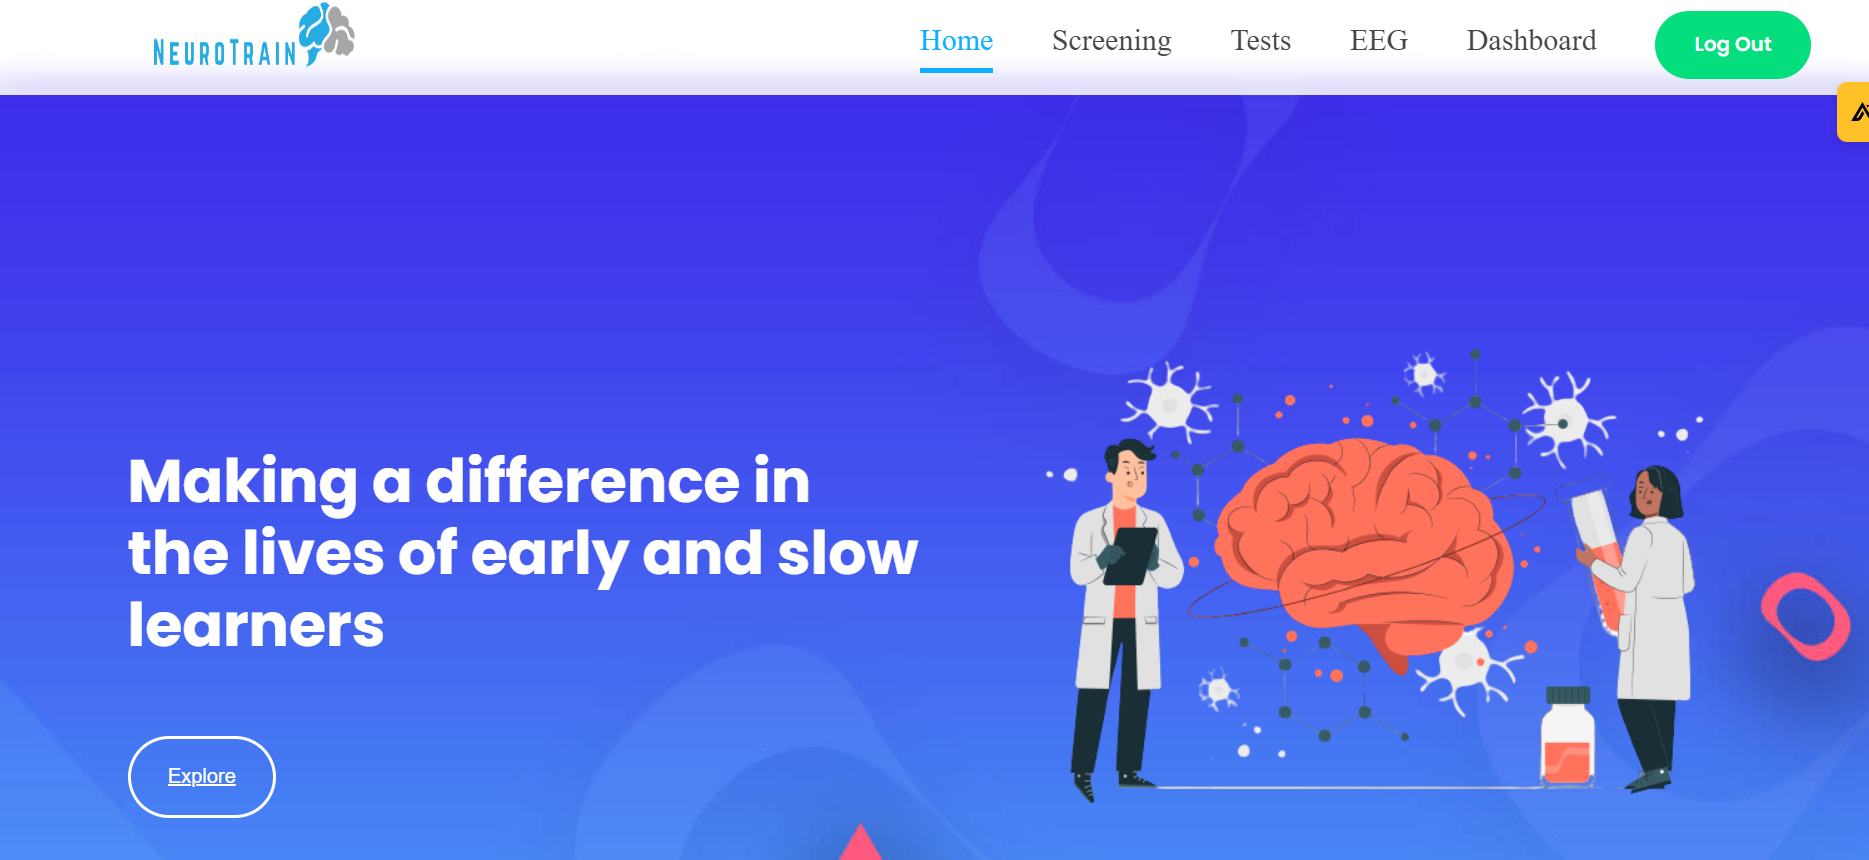 NEUROTRAIN
Home Screening Tests EEG Dashboard Log Out
Making a difference in
the lives of early and slow
learners
Explore